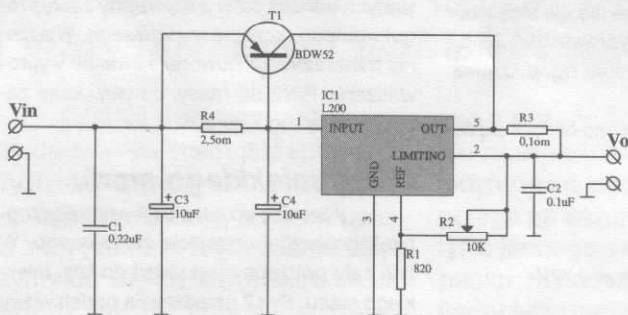 T1
BDW52
IC1
L200
Vin
R4
2,5om
1
INPUT
OUT
5
R3
0,1om
LIMITING
2
Vo
GND
REF
3
4
C3
10uF
C4
10uF
C2
0.1uF
C1
0,22uF
R2
10K
R1
820